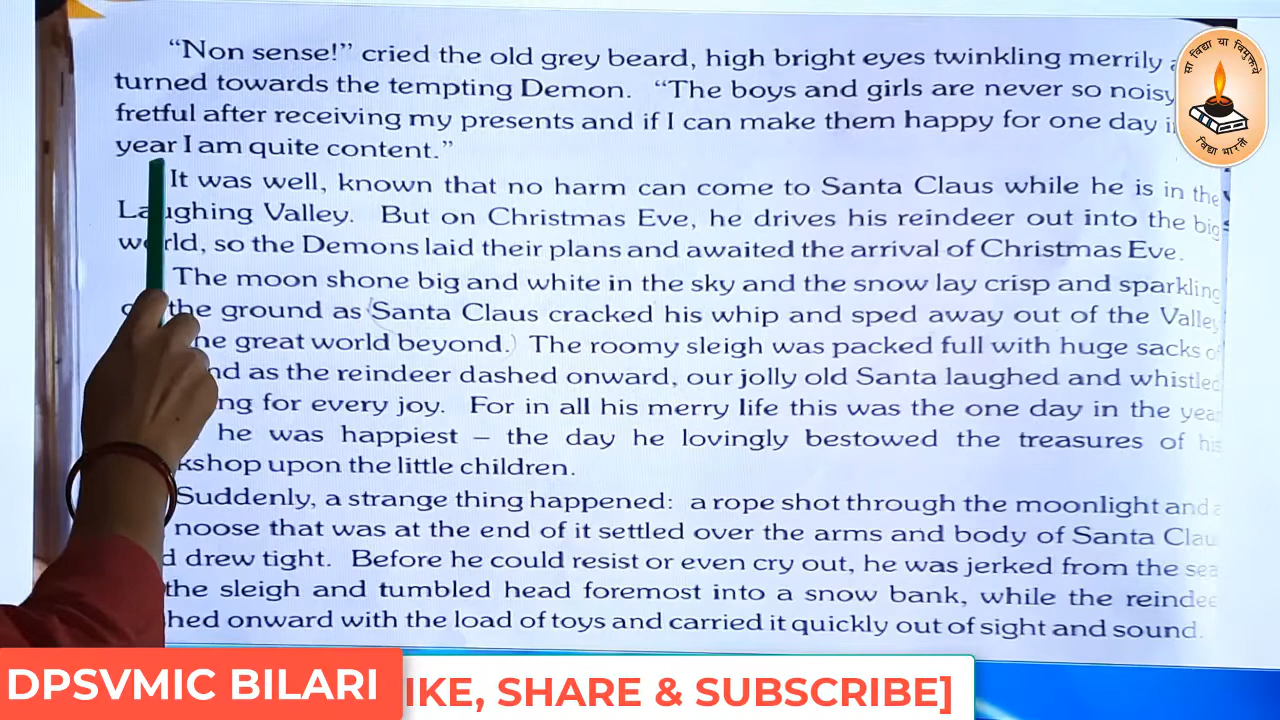 “Non sense!” cried the old grey beard, high bright eyes twinkling merrily
turned towards the tempting Demon. “The boys and girls are never so noisy
fretful after receiving my presents and if I can make them happy for one day
year I am quite content.”
It was well, known that no harm can come to Santa Claus while he is in the
Laughing Valley. But on Christmas Eve, he drives his reindeer out into the big
world, so the Demons laid their plans and awaited the arrival of Christmas Eve.
The moon shone big and white in the sky and the snow lay crisp and sparkling
the ground as Santa Claus cracked his whip and sped away out of the Valley
great world beyond.) The roomy sleigh was packed full with huge sacks
as the reindeer dashed onward, our jolly old Santa laughed and whistled
for every joy. For in all his merry life this was the one day in the year
he was happiest – the day he lovingly bestowed the treasures of his
kshop upon the little children.
Suddenly, a strange thing happened: a rope shot through the moonlight and a
noose that was at the end of it settled over the arms and body of Santa Clau
drew tight. Before he could resist or even cry out, he was jerked from the sea
the sleigh and tumbled head foremost into a snow bank, while the reindee
hed onward with the load of toys and carried it quickly out of sight and sound.
सा विद्या या विमुक्तये
विद्या भारती
DPSVMIC BILARI
IKE, SHARE & SUBSCRIBE]